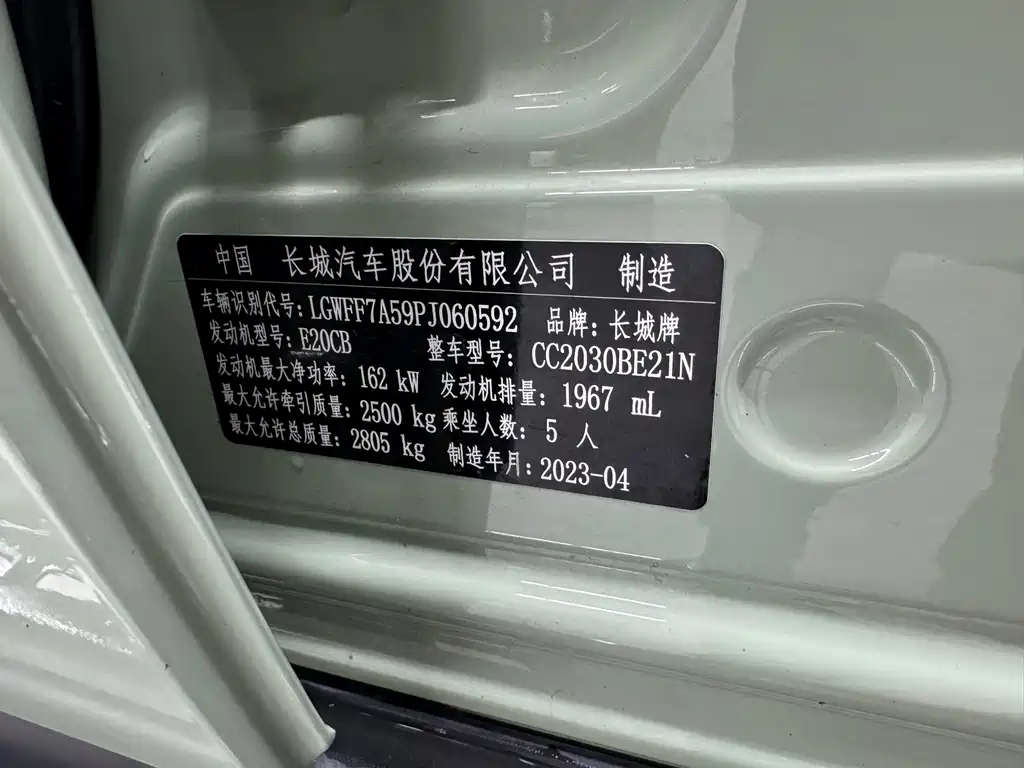 中国 长城汽车股份有限公司 制造
车辆识别代号: LGWFF7A59PJ060592 品牌: 长城牌
发动机型号: E20CB 整车型号: CC2030BE21N
发动机最大净功率: 162 kW 发动机排量: 1967 mL
最大允许牵引质量: 2500 kg 乘坐人数: 5 人
最大允许总质量: 2805 kg 制造年月: 2023-04